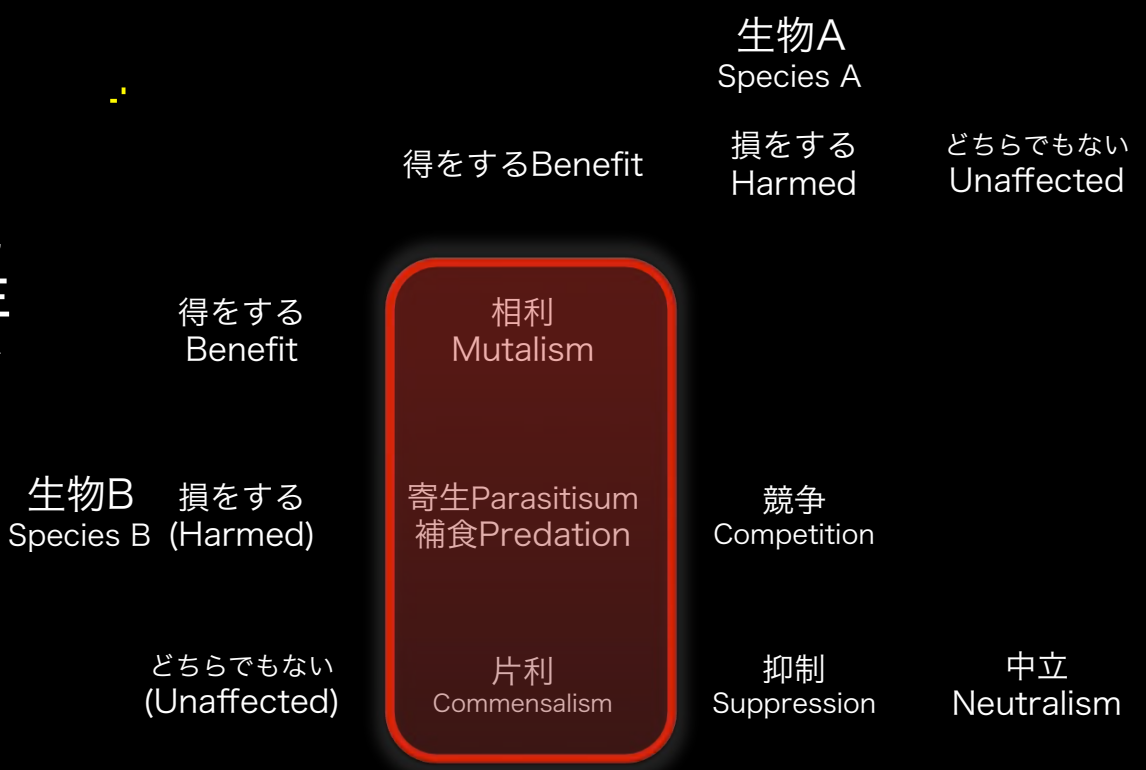 生物A
Species A
得をするBenefit
損をする
Harmed
どちらでもない
Unaffected
得をする
Benefit
相利
Mutalism
生物B
Species B
損をする
(Harmed)
寄生Parasitisum
補食Predation
競争
Competition
どちらでもない
(Unaffected)
片利
Commensalism
抑制
Suppression
中立
Neutralism